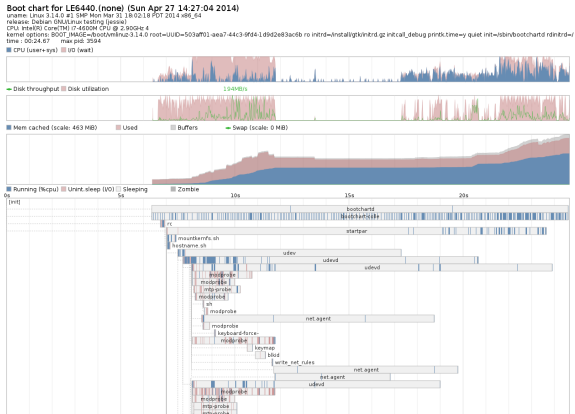 Boot chart for LE6440.(none) (Sun Apr 27 14:27:04 2014)
uname: Linux 3.14.0 #1 SMP Mon Mar 31 18:02:18 PDT 2014 x86_64
release: Debian GNU/Linux testing (jessie)
CPU: Intel(R) Core(TM) i7-4600M CPU @ 2.90GHz 4
kernel options: BOOT_IMAGE=/boot/vmlinuz-3.14.0 root=UUID=503aff01-aea7-44c3-9fd4-1d9d2e83ac6b ro initrd=/install/gtk/initrd.gz initcall_debug printk.time=y quiet init=/sbin/bootchartd rdinitrd=/
time : 00:24.67 max pid: 3594
CPU (user+sys) I/O (wait)
Disk throughput Disk utilization 194MB/s
Mem cached (scale: 463 MiB) Used Buffers Swap (scale: 0 MiB)
Running (%cpu) Unint.sleep (I/O) Sleeping Zombie
0s 5s 10s 15s 20s
[init]
bootchartd
bootchart-colle
rc
startpar
mountkernfs.sh
hostname.sh
udev
udevd
udevd
modprobe
modprobe
mtp-probe
modprobe
sh
modprobe
net.agent
modprobe
keyboard-force-
modprobe
keymap
blkid
write_net_rules
net.agent
net.agent
udevd
modprobe
modprobe
mtp-probe
mtp-probe